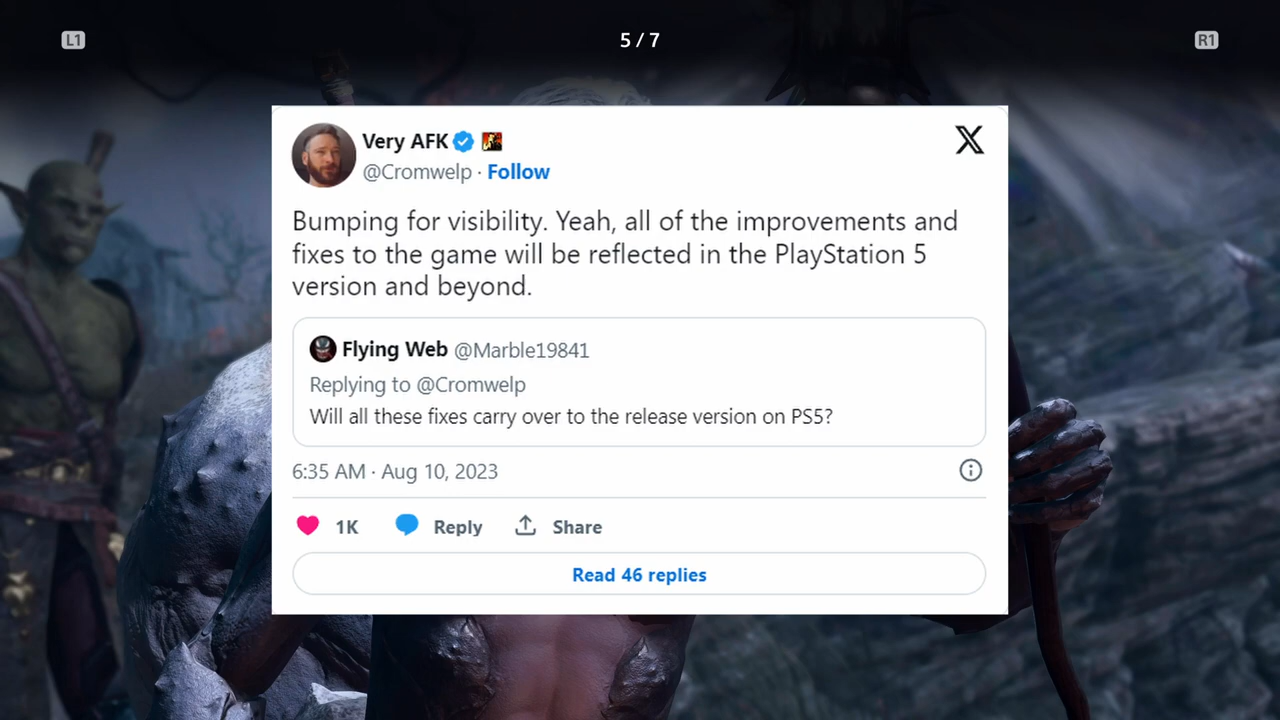 L1
5 / 7
R1
Very AFK
X
@Cromwelp · Follow
Bumping for visibility. Yeah, all of the improvements and
fixes to the game will be reflected in the PlayStation 5
version and beyond.
Flying Web @Marble19841
Replying to @Cromwelp
Will all these fixes carry over to the release version on PS5?
6:35 AM · Aug 10, 2023
1K Reply Share
Read 46 replies